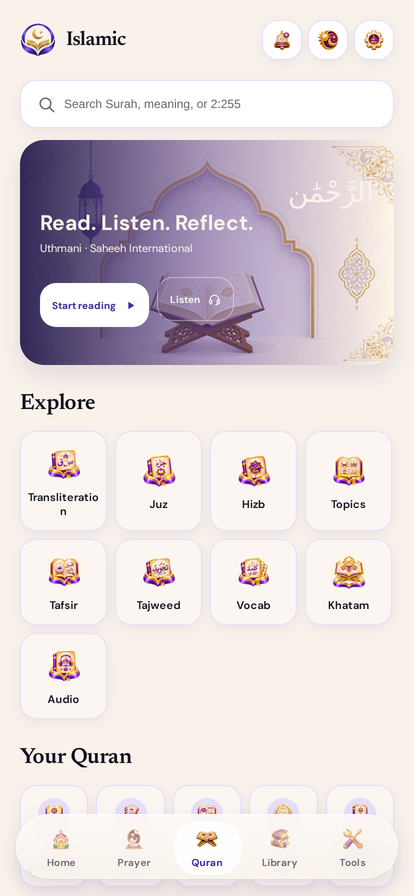 Islamic
Search Surah, meaning, or 2:255
الرَّحْمَٰن
Read. Listen. Reflect.
Uthmani · Saheeh International
Start reading
Listen
Explore
Transliteratio
n
Juz
Hizb
Topics
Tafsir
Tajweed
Vocab
Khatam
Audio
Your Quran
Home
Prayer
Quran
Library
Tools